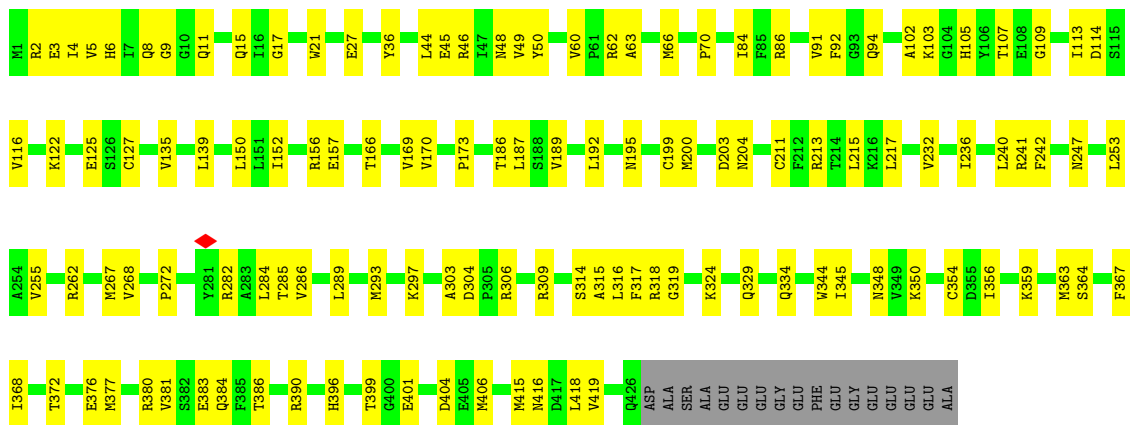 M1 R2 E3 I4 V5 H6 I7 Q8 G9 G10 Q11 Q15 I16 G17 W21 E27 Y36 L44 E45 R46 I47 N48 V49 Y50 V60 P61 R62 A63 M66 P70 I84 F85 R86 V91 F92 G93 Q94 A102 K103 G104 H105 Y106 T107 E108 G109 I113 D114 S115
V116 K122 E125 S126 C127 V135 L139 L150 L151 I152 R156 E157 T166 V169 V170 P173 T186 L187 S188 V189 L192 N195 C199 M200 D203 N204 C211 F212 R213 T214 L215 K216 L217 V232 I236 L240 R241 F242 N247 L253
A254 V255 R262 M267 V268 P272 Y281 R282 A283 L284 T285 V286 L289 M293 K297 A303 D304 P305 R306 R309 S314 A315 L316 F317 R318 G319 K324 Q329 Q334 W344 I345 N348 V349 K350 C354 D355 I356 K359 M363 S364 F367
I368 T372 E376 M377 R380 V381 S382 E383 Q384 F385 T386 R390 H396 T399 G400 E401 D404 E405 M406 M415 N416 D417 L418 V419 Q426 ASP ALA SER ALA GLU GLU GLU GLY GLU PHE GLU GLY GLU GLU GLU GLU ALA